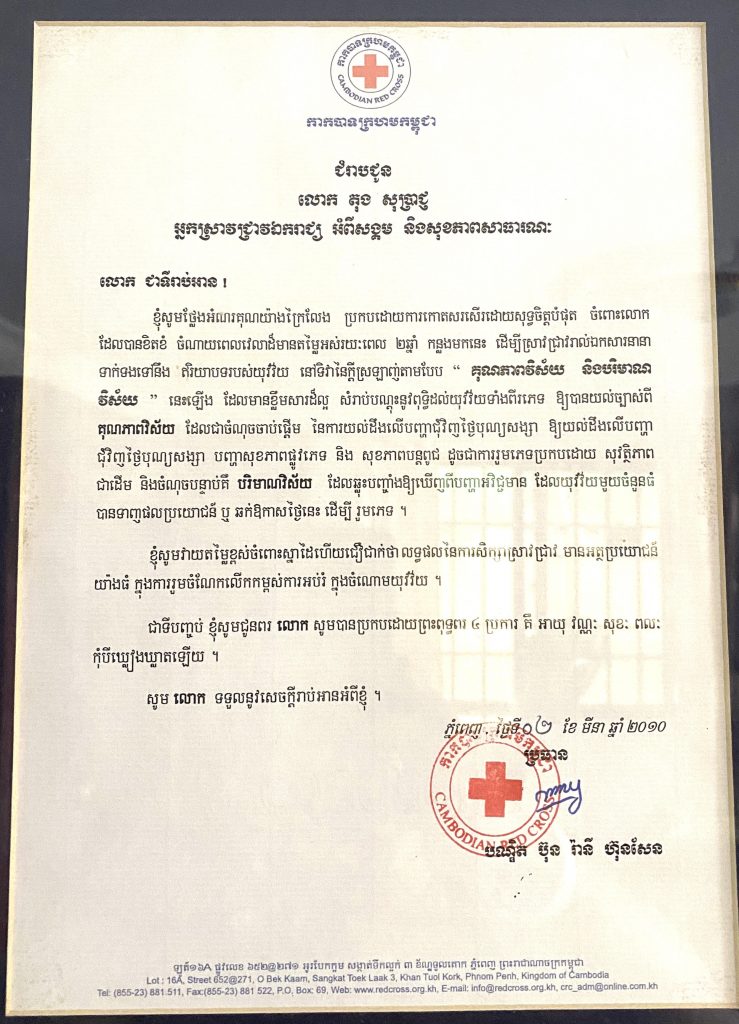 កាកបាទក្រហមកម្ពុជា
CAMBODIAN RED CROSS
កាកបាទក្រហមកម្ពុជា
ជំរាបជូន
លោក តុង សុប្រាជ្ញ
អ្នកស្រាវជ្រាវឯករាជ្យ អំពីសង្គម និងសុខភាពសាធារណៈ
លោក ជាទីរាប់អាន !
ខ្ញុំសូមថ្លែងអំណរគុណយ៉ាងក្រៃលែង ប្រកបដោយការកោតសរសើរដោយសុទ្ធចិត្តបំផុត ចំពោះលោក
ដែលបានខិតខំ ចំណាយពេលវេលាដ៏មានតម្លៃអស់រយៈពេល ២ឆ្នាំ កន្លងមកនេះ ដើម្បីស្រាវជ្រាវរាល់ឯកសារនានា
ទាក់ទងទៅនឹង ឥរិយាបទរបស់យុវវ័យ នៅទិវានៃក្តីស្រឡាញ់តាមបែប “ គុណភាពវិស័យ និងបរិមាណ
វិស័យ ” នេះឡើង ដែលមានខ្លឹមសារដ៏ល្អ សំរាប់បណ្តុះនូវពុទ្ធិដល់យុវវ័យទាំងពីរភេទ ឱ្យបានយល់ច្បាស់ពី
គុណភាពវិស័យ ដែលជាចំណុចចាប់ផ្តើម នៃការយល់ដឹងលើបញ្ហាជុំវិញថ្ងៃបុណ្យសង្សា ឱ្យយល់ដឹងលើបញ្ហា
ជុំវិញថ្ងៃបុណ្យសង្សា បញ្ហាសុខភាពផ្លូវភេទ និង សុខភាពបន្តពូជ ដូចជាការរួមភេទប្រកបដោយ សុវត្ថិភាព
ជាដើម និងចំណុចបន្ទាប់គឺ បរិមាណវិស័យ ដែលឆ្លុះបញ្ចាំងឱ្យឃើញពីបញ្ហាអវិជ្ជមាន ដែលយុវវ័យមួយចំនួនធំ
បានទាញផលប្រយោជន៍ ឬ ឆក់ឱកាសថ្ងៃនេះ ដើម្បី រួមភេទ ។
ខ្ញុំសូមវាយតម្លៃខ្ពស់ចំពោះស្នាដៃហើយជឿជាក់ថាលទ្ធផលនៃការសិក្សាស្រាវជ្រាវ មានអត្ថប្រយោជន៍
យ៉ាងធំ ក្នុងការរួមចំណែកលើកកម្ពស់ការអប់រំ ក្នុងចំណោមយុវវ័យ ។
ជាទីបញ្ចប់ ខ្ញុំសូមជូនពរ លោក សូមបានប្រកបដោយព្រះពុទ្ធពរ ៤ ប្រការ គឺ អាយុ វណ្ណៈ សុខៈ ពលៈ
កុំបីឃ្លៀងឃ្លាតឡើយ ។
សូម លោក ទទួលនូវសេចក្តីរាប់អានអំពីខ្ញុំ ។
ភ្នំពេញ . ថ្ងៃទី០២ ខែ មីនា ឆ្នាំ ២០១០
ប្រធាន
កាកបាទក្រហមកម្ពុជា
CAMBODIAN RED CROSS
បណ្ឌិត ប៊ុន រ៉ានី ហ៊ុនសែន
ឡូត៍១៦A ផ្លូវលេខ ៦៥២@២៧១ អូរបែកក្អម សង្កាត់ទឹកល្អក់ ៣ ខ័ណ្ឌទួលគោក ភ្នំពេញ ព្រះរាជាណាចក្រកម្ពុជា
Lot : 16A, Street 652@271, O Bek Kaam, Sangkat Toek Laak 3, Khan Tuol Kork, Phnom Penh, Kingdom of Cambodia
Tel: (855-23) 881 511, Fax:(855-23) 881 522, P.O, Box: 69, Web: www.redcross.org.kh, E-mail: info@redcross.org.kh, crc_adm@online.com.kh